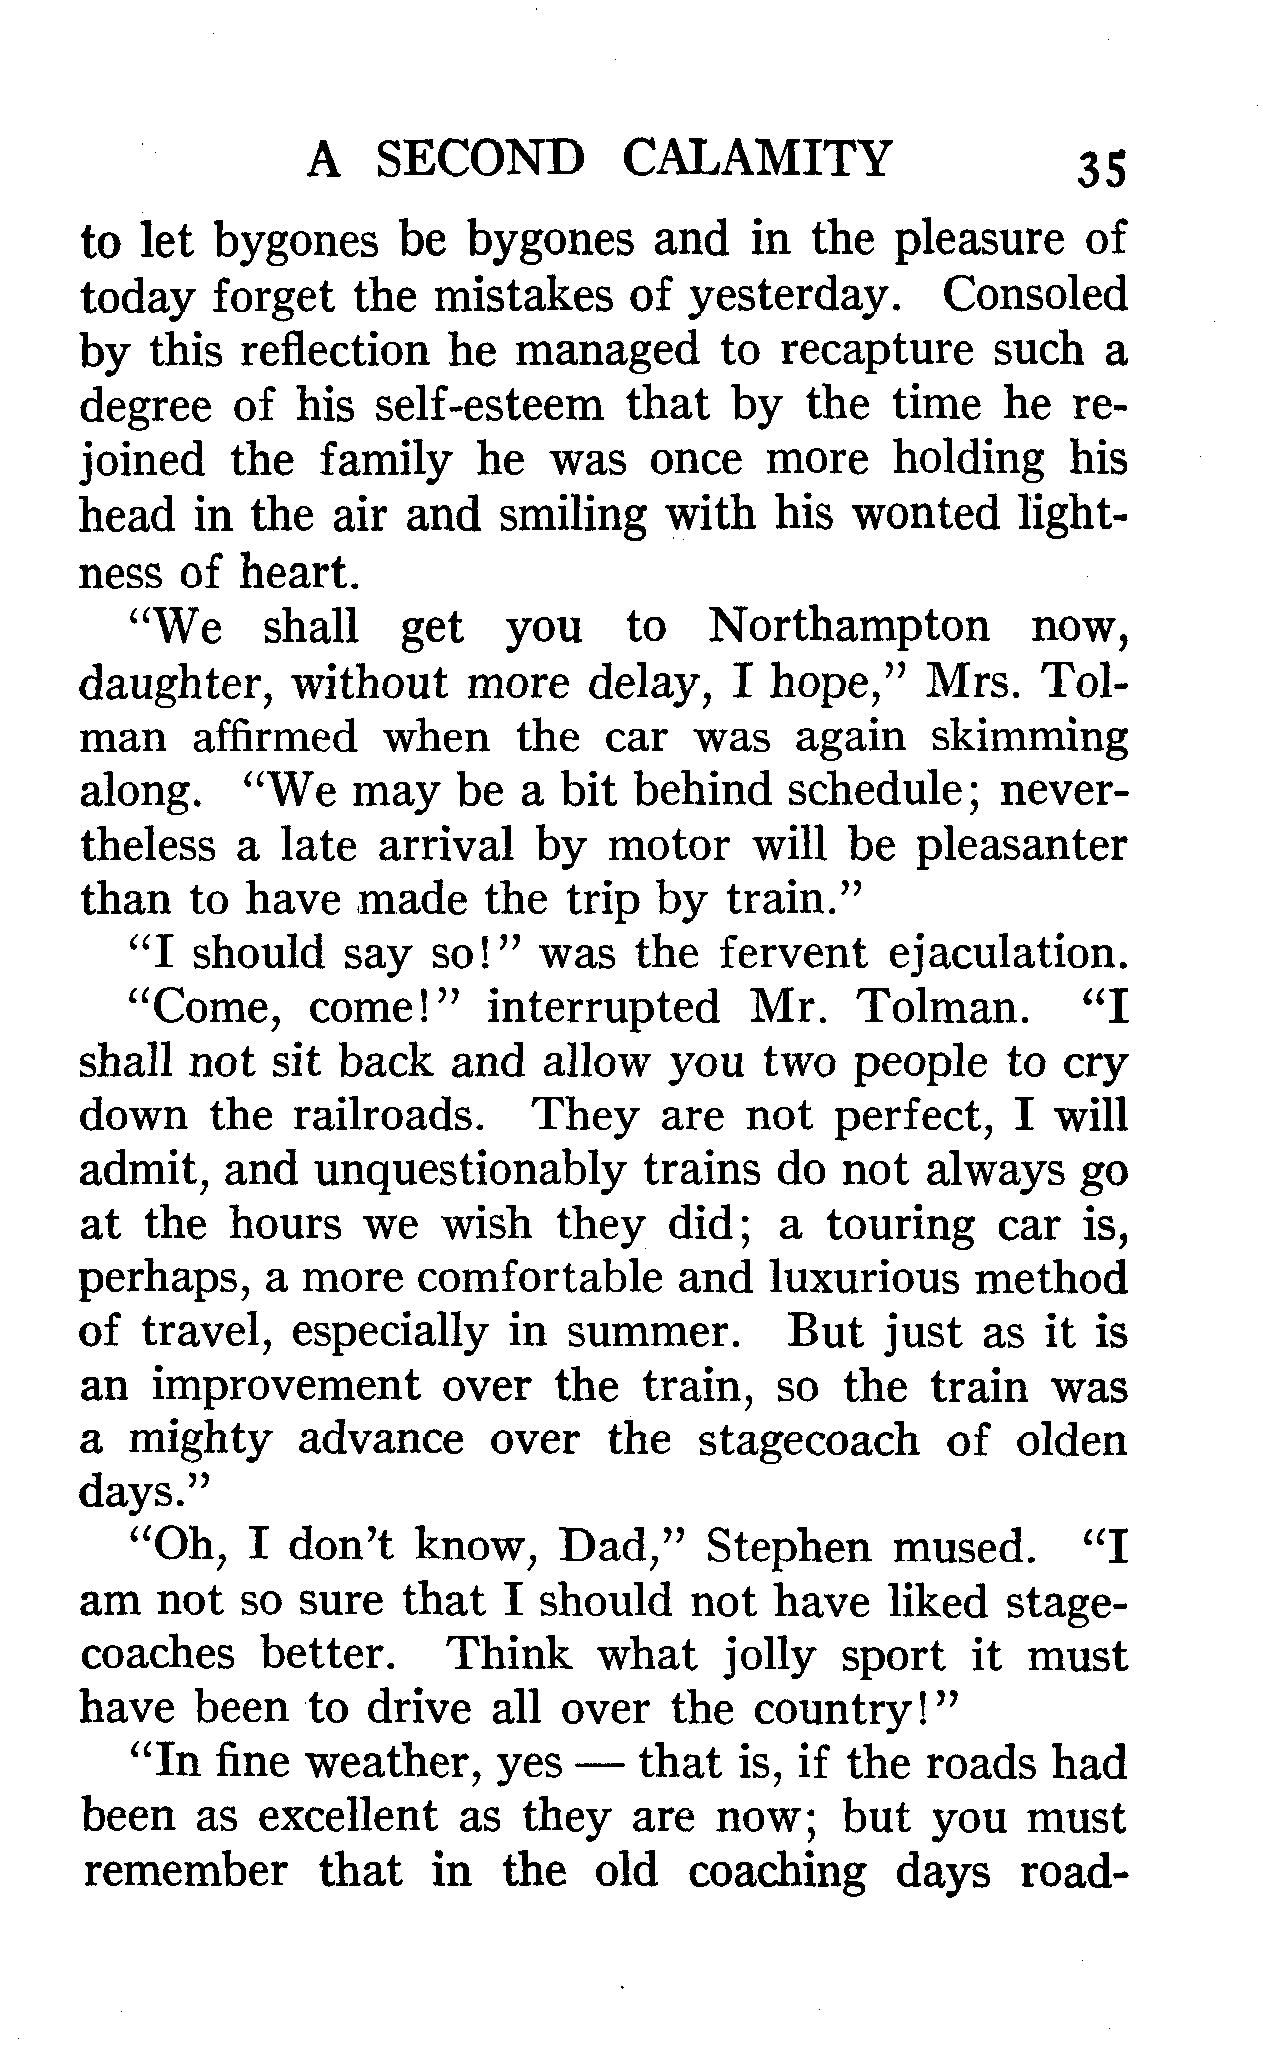 A SECOND CALAMITY 35
to let bygones be bygones and in the pleasure of
today forget the mistakes of yesterday. Consoled
by this reflection he managed to recapture such a
degree of his self-esteem that by the time he re-
joined the family he was once more holding his
head in the air and smiling with his wonted light-
ness of heart.
"We shall get you to Northampton now,
daughter, without more delay, I hope," Mrs. Tol-
man affirmed when the car was again skimming
along. "We may be a bit behind schedule; never-
theless a late arrival by motor will be pleasanter
than to have made the trip by train."
"I should say so!" was the fervent ejaculation.
"Come, come!" interrupted Mr. Tolman. "I
shall not sit back and allow you two people to cry
down the railroads. They are not perfect, I will
admit, and unquestionably trains do not always go
at the hours we wish they did; a touring car is,
perhaps, a more comfortable and luxurious method
of travel, especially in summer. But just as it is
an improvement over the train, so the train was
a mighty advance over the stagecoach of olden
days."
"Oh, I don't know, Dad," Stephen mused. "I
am not so sure that I should not have liked stage-
coaches better. Think what jolly sport it must
have been to drive all over the country!"
"In fine weather, yes — that is, if the roads had
been as excellent as they are now; but you must
remember that in the old coaching days road-